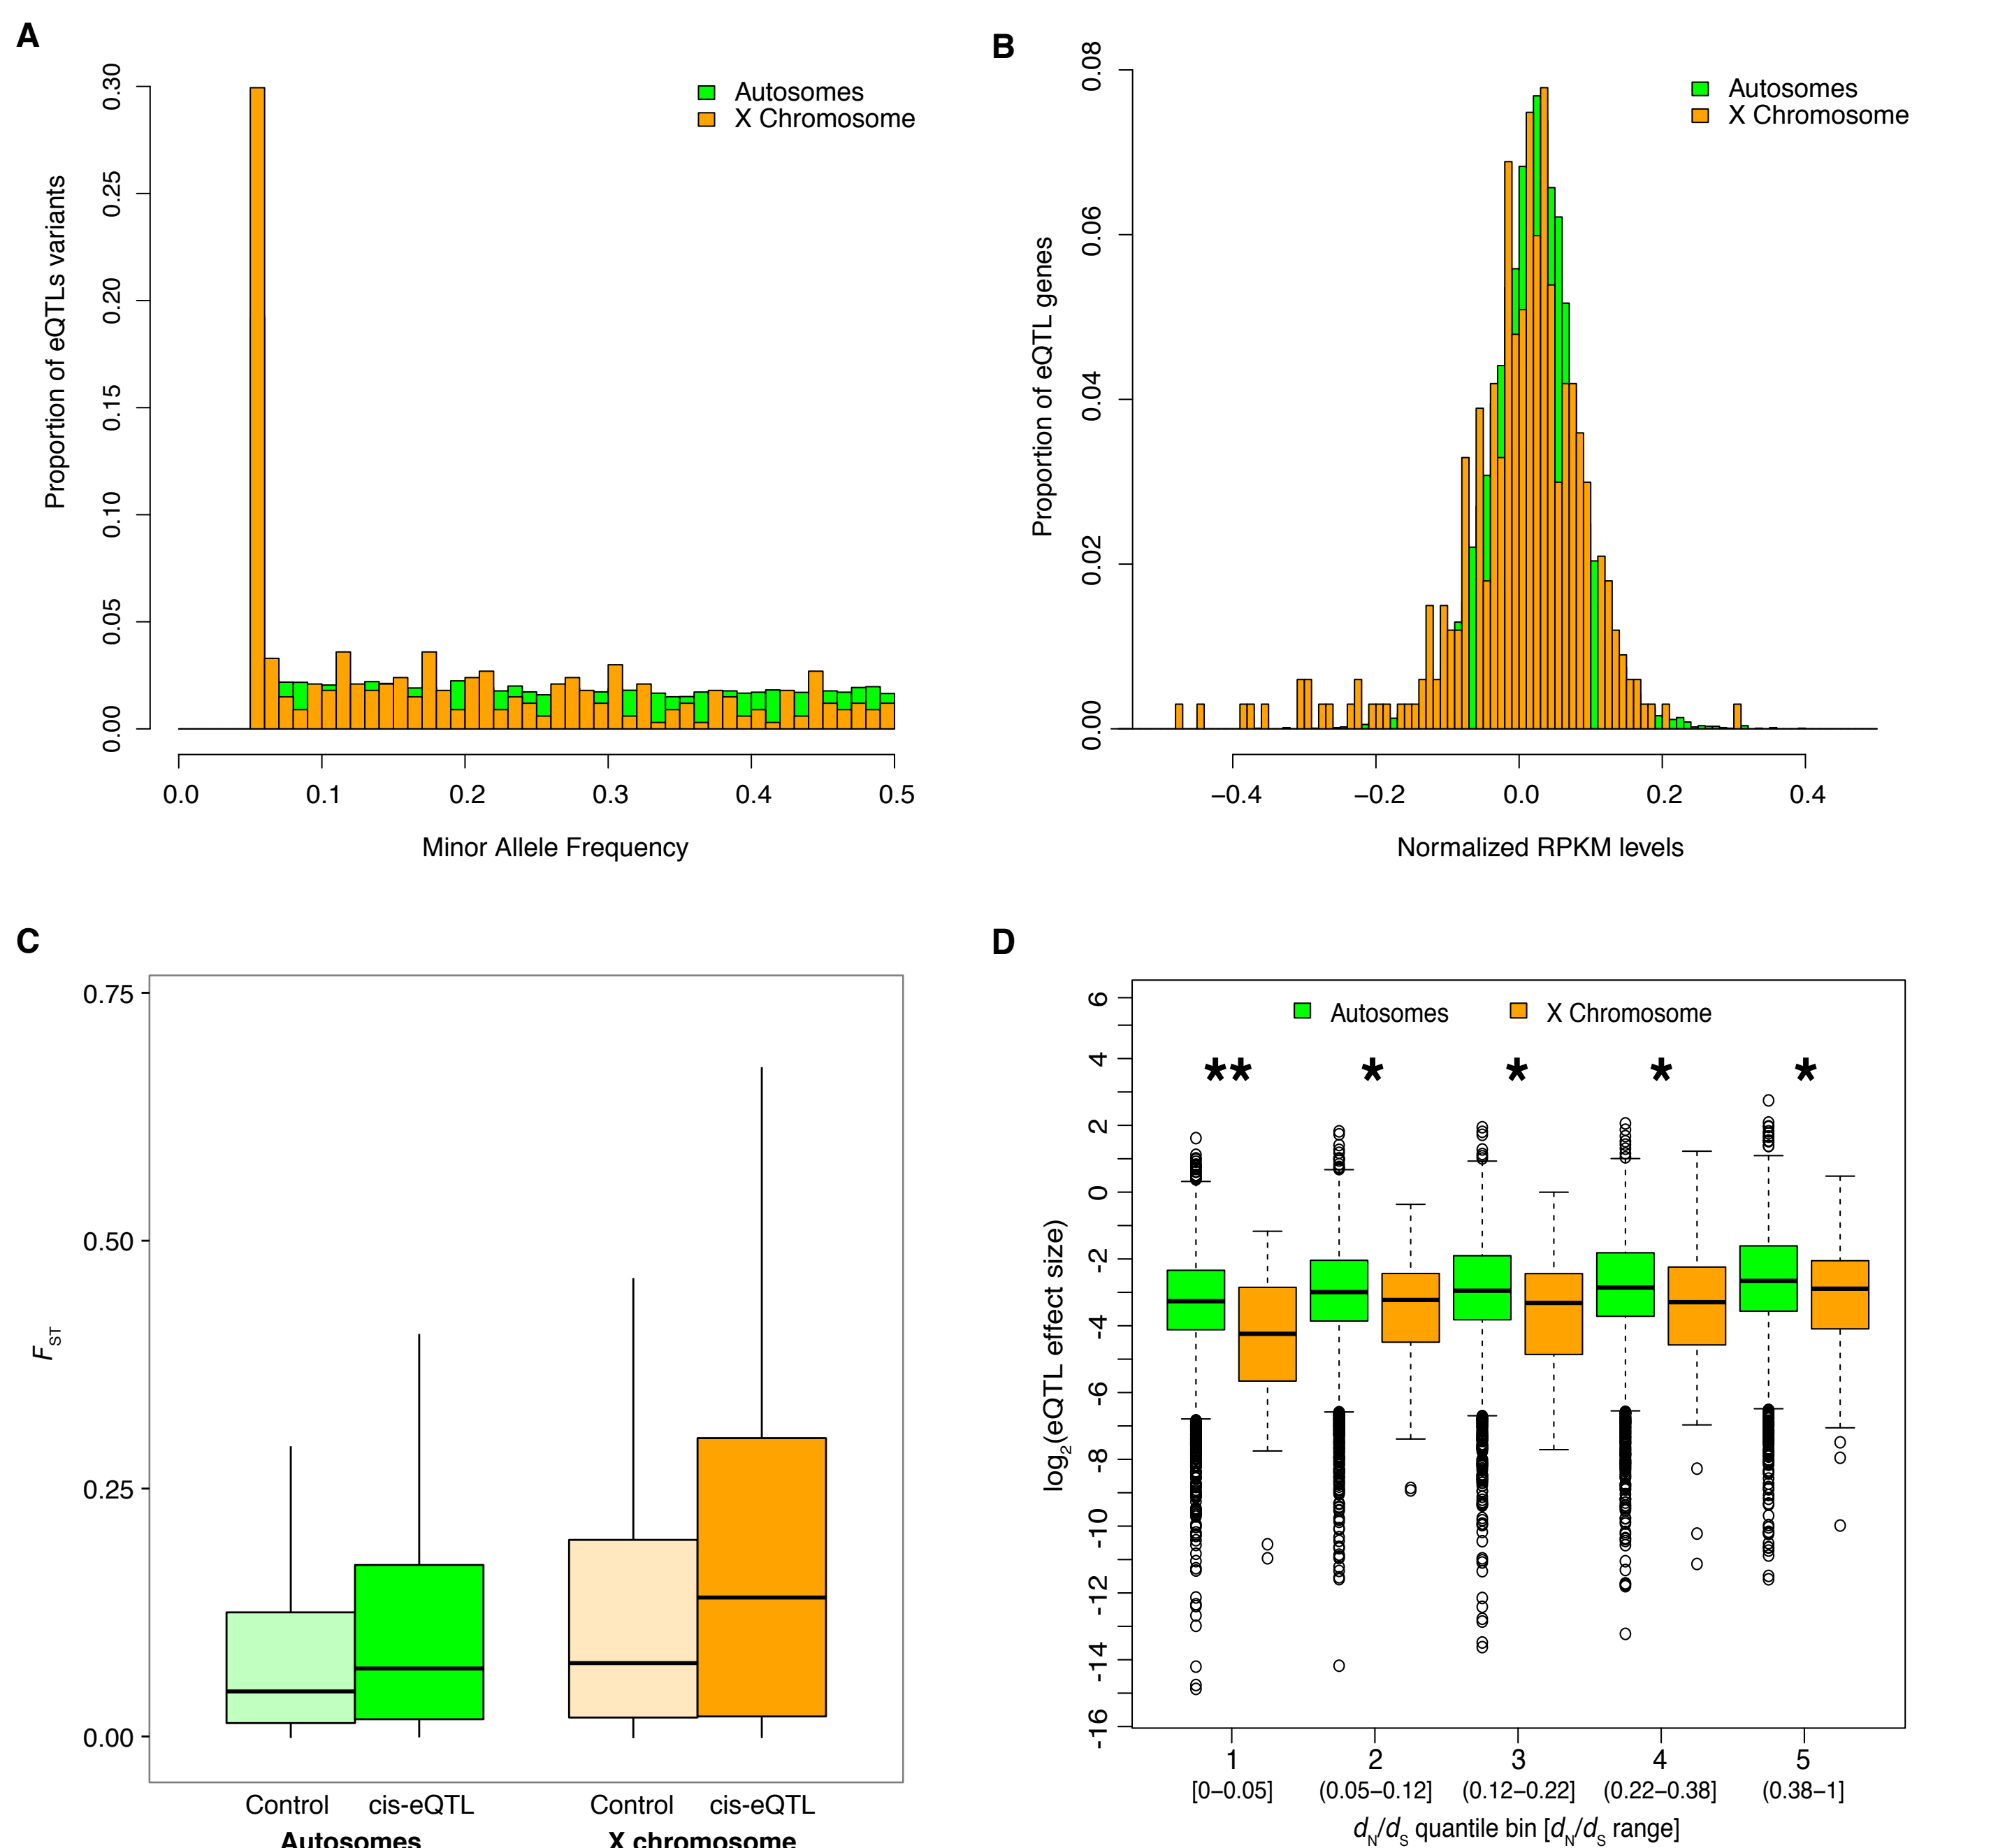 A
Proportion of eQTLs variants
0.30
0.25
0.20
0.15
0.10
0.05
0.00
Autosomes
X Chromosome
0.0 0.1 0.2 0.3 0.4 0.5
Minor Allele Frequency
B
Proportion of eQTL genes
0.08
0.06
0.04
0.02
0.00
Autosomes
X Chromosome
−0.4 −0.2 0.0 0.2 0.4
Normalized RPKM levels
C
FST
0.75
0.50
0.25
0.00
Control cis-eQTL Control cis-eQTL
Autosomes X chromosome
D
log2(eQTL effect size)
6
4
2
0
-2
-4
-6
-8
-10
-12
-14
-16
Autosomes X Chromosome
** * * * *
1 2 3 4 5
[0–0.05] (0.05–0.12] (0.12–0.22] (0.22–0.38] (0.38–1]
dN/dS quantile bin [dN/dS range]